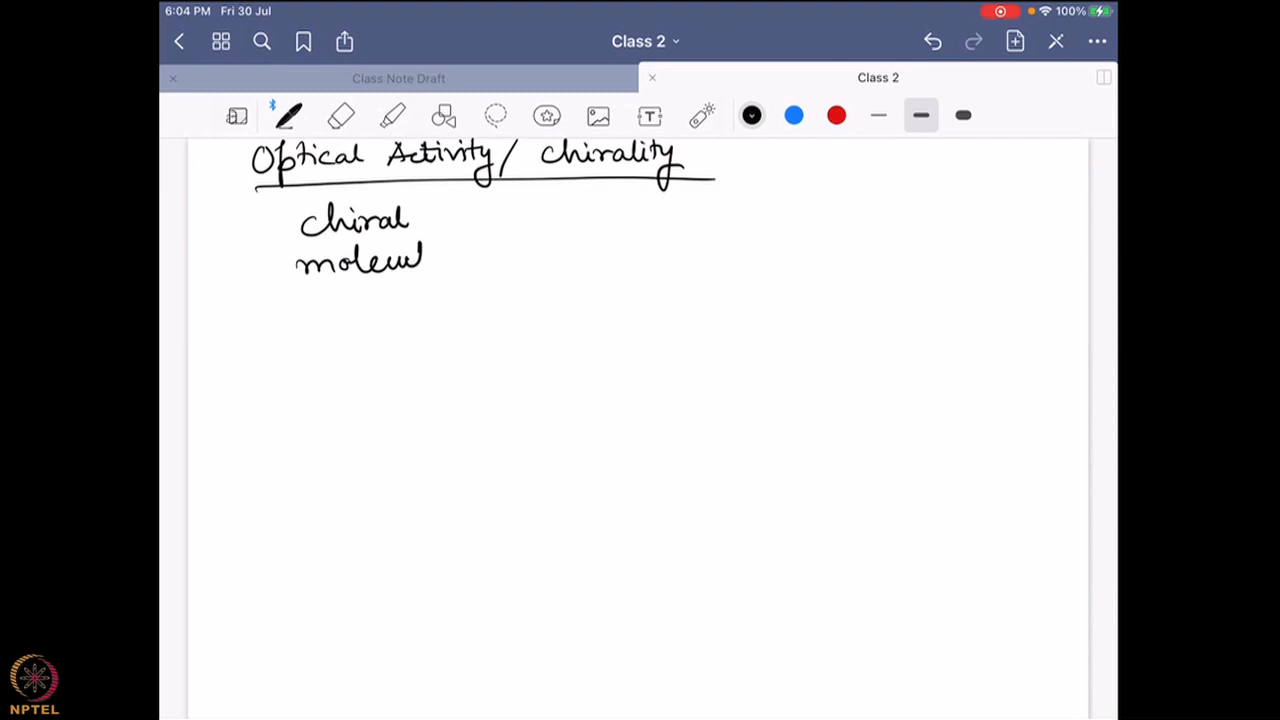 6:04 PM Fri 30 Jul 100%
Class 2
Class Note Draft Class 2
Optical Activity/ Chirality
Chiral
molecul
NPTEL